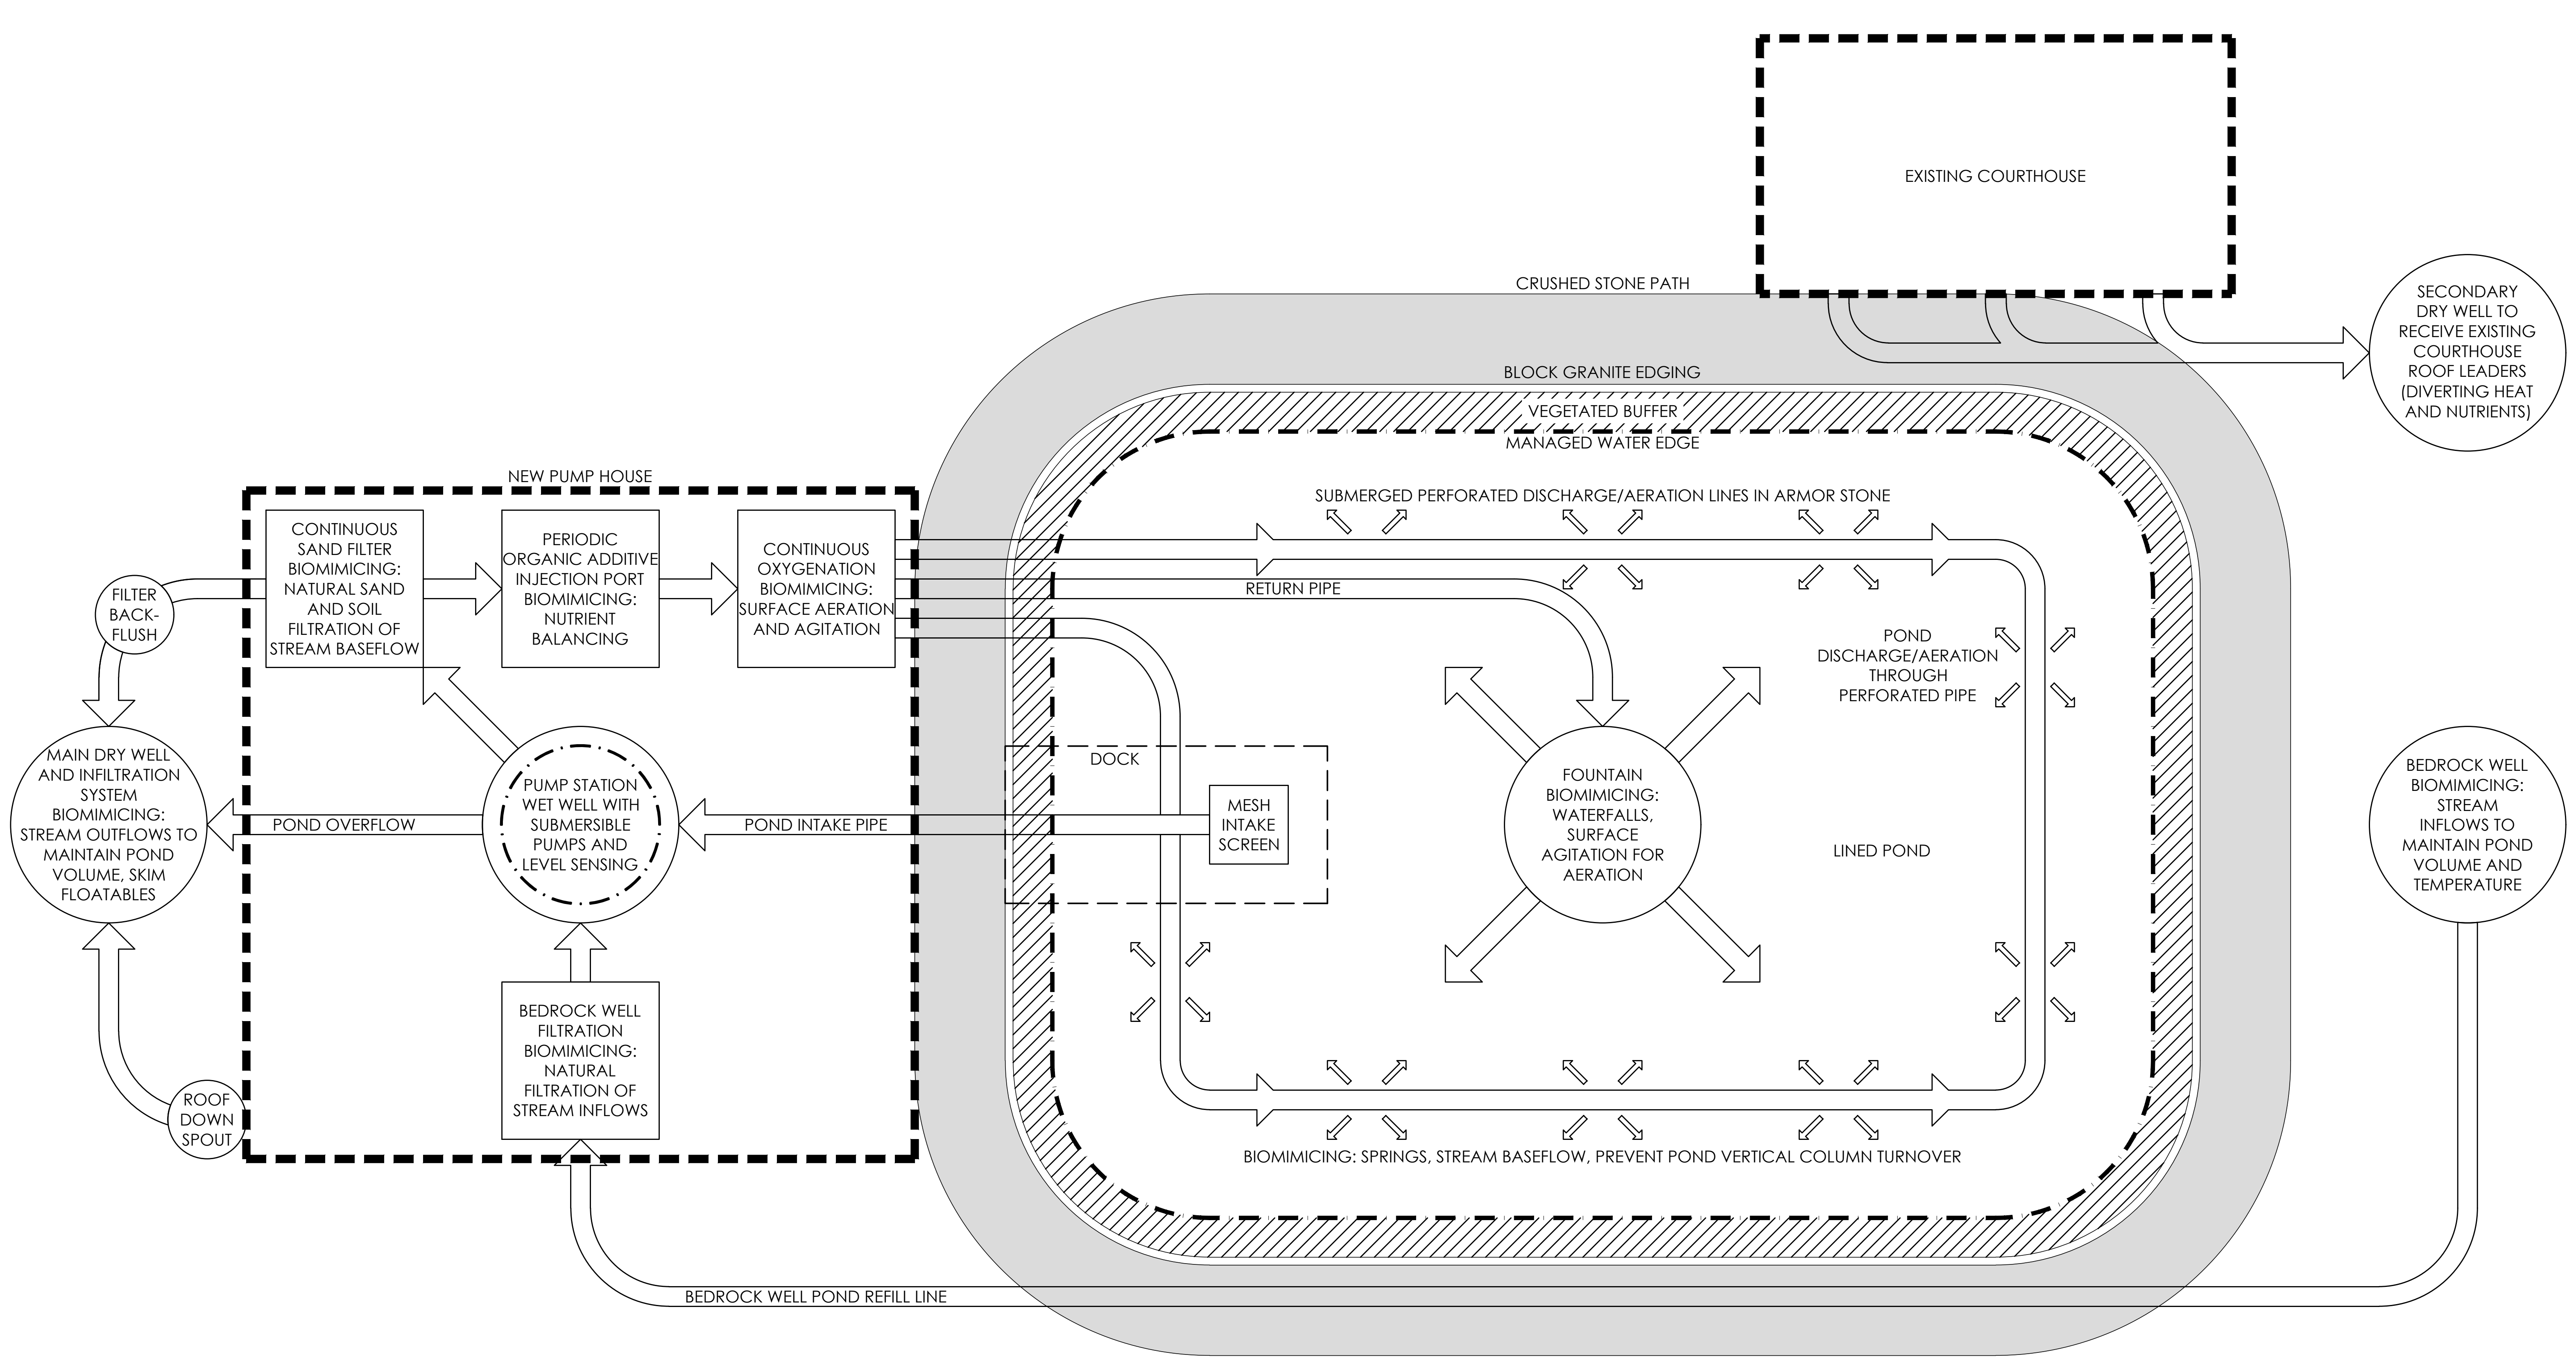 EXISTING COURTHOUSE
CRUSHED STONE PATH
SECONDARY
DRY WELL TO
RECEIVE EXISTING
COURTHOUSE
ROOF LEADERS
(DIVERTING HEAT
AND NUTRIENTS)
BLOCK GRANITE EDGING
VEGETATED BUFFER
MANAGED WATER EDGE
NEW PUMP HOUSE
SUBMERGED PERFORATED DISCHARGE/AERATION LINES IN ARMOR STONE
CONTINUOUS
SAND FILTER
BIOMIMICING:
NATURAL SAND
AND SOIL
FILTRATION OF
STREAM BASEFLOW
PERIODIC
ORGANIC ADDITIVE
INJECTION PORT
BIOMIMICING:
NUTRIENT
BALANCING
CONTINUOUS
OXYGENATION
BIOMIMICING:
SURFACE AERATION
AND AGITATION
FILTER
BACK-
FLUSH
RETURN PIPE
POND
DISCHARGE/AERATION
THROUGH
PERFORATED PIPE
MAIN DRY WELL
AND INFILTRATION
SYSTEM
BIOMIMICING:
STREAM OUTFLOWS TO
MAINTAIN POND
VOLUME, SKIM
FLOATABLES
POND OVERFLOW
PUMP STATION
WET WELL WITH
SUBMERSIBLE
PUMPS AND
LEVEL SENSING
POND INTAKE PIPE
DOCK
MESH
INTAKE
SCREEN
FOUNTAIN
BIOMIMICING:
WATERFALLS,
SURFACE
AGITATION FOR
AERATION
LINED POND
BEDROCK WELL
BIOMIMICING:
STREAM
INFLOWS TO
MAINTAIN POND
VOLUME AND
TEMPERATURE
BEDROCK WELL
FILTRATION
BIOMIMICING:
NATURAL
FILTRATION OF
STREAM INFLOWS
ROOF
DOWN
SPOUT
BIOMIMICING: SPRINGS, STREAM BASEFLOW, PREVENT POND VERTICAL COLUMN TURNOVER
BEDROCK WELL POND REFILL LINE